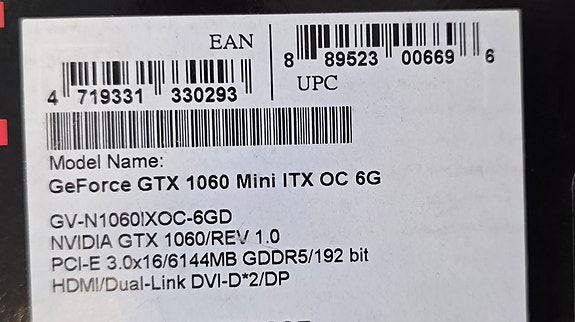 EAN
4 719331 330293
8 89523 00669 6
UPC
Model Name:
GeForce GTX 1060 Mini ITX OC 6G
GV-N1060IXOC-6GD
NVIDIA GTX 1060/REV 1.0
PCI-E 3.0x16/6144MB GDDR5/192 bit
HDMI/Dual-Link DVI-D*2/DP